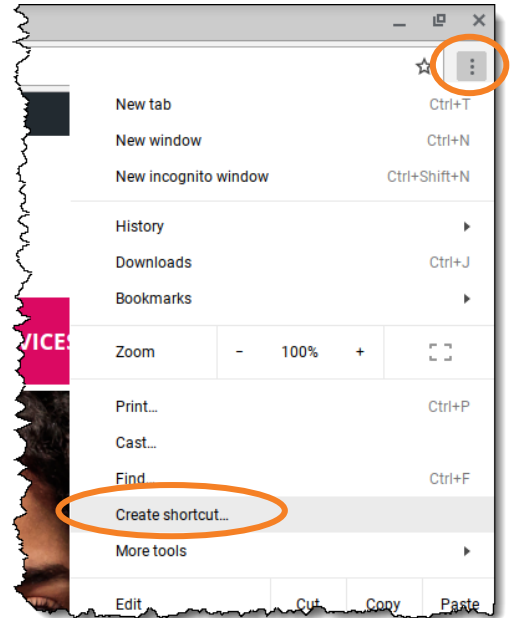 New tab Ctrl+T
New window Ctrl+N
New incognito window Ctrl+Shift+N
History
Downloads Ctrl+J
Bookmarks
VICES
Zoom - 100% +
Print... Ctrl+P
Cast...
Find... Ctrl+F
Create shortcut...
More tools
Edit Cut Copy Paste